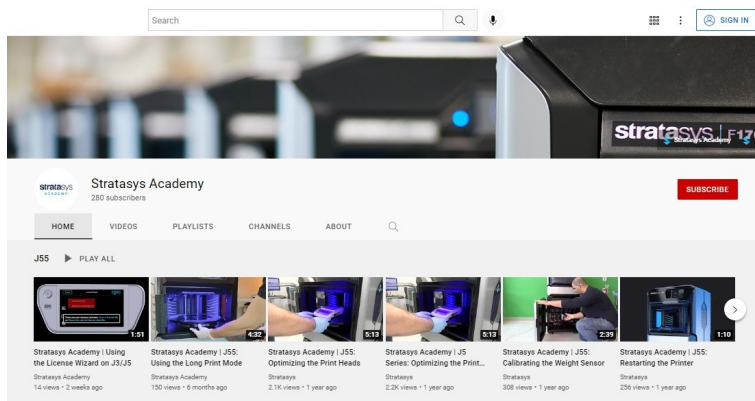 Search
SIGN IN
stratasys | F170
Stratasys Academy
stratasys
ACADEMY
Stratasys Academy
280 subscribers
SUBSCRIBE
HOME VIDEOS PLAYLISTS CHANNELS ABOUT
J55 PLAY ALL
1:51 4:32 5:13 5:13 2:39 1:10
Stratasys Academy | Using the License Wizard on J3/J5
Stratasys Academy
14 views • 2 weeks ago
Stratasys Academy | J55: Using the Long Print Mode
Stratasys Academy
150 views • 6 months ago
Stratasys Academy | J55: Optimizing the Print Heads
Stratasys
2.1K views • 1 year ago
Stratasys Academy | J5 Series: Optimizing the Print...
Stratasys
2.2K views • 1 year ago
Stratasys Academy | J55: Calibrating the Weight Sensor
Stratasys
308 views • 1 year ago
Stratasys Academy | J55: Restarting the Printer
Stratasys
256 views • 1 year ago